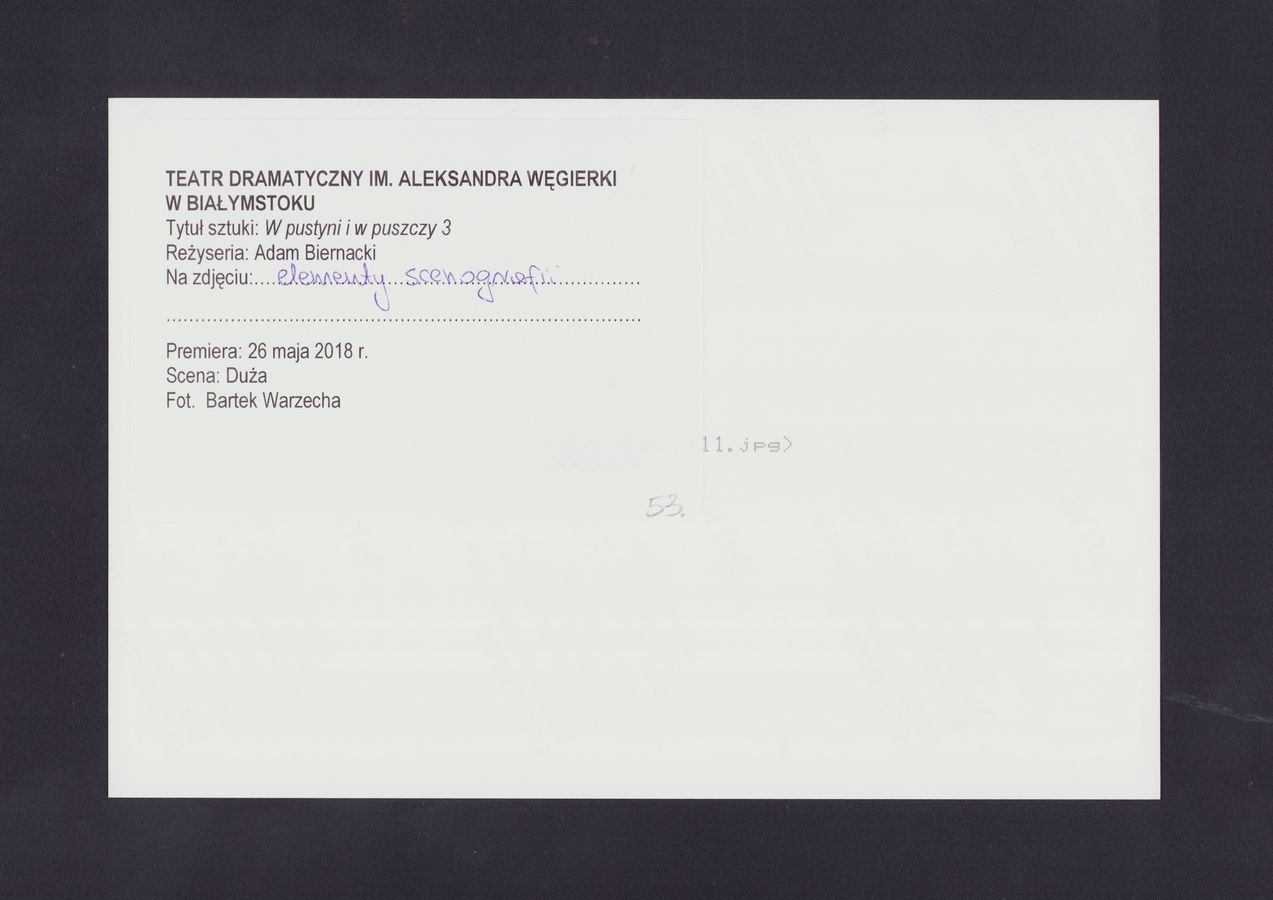 TEATR DRAMATYCZNY IM. ALEKSANDRA WĘGIERKI
W BIAŁYMSTOKU
Tytuł sztuki: W pustyni i w puszczy 3
Reżyseria: Adam Biernacki
Na zdjęciu:....elementy...scenografii..............
................................................................................
Premiera: 26 maja 2018 r.
Scena: Duża
Fot. Bartek Warzecha
11.jpg)
53.